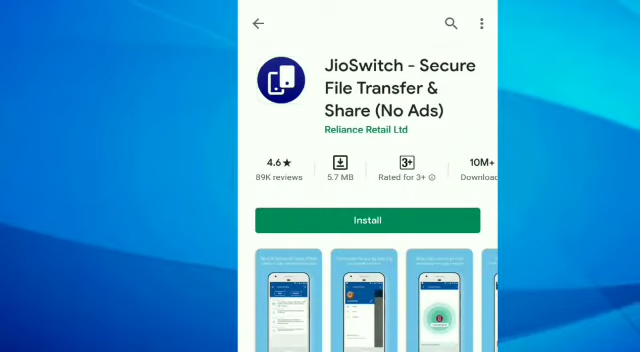 JioSwitch - Secure
File Transfer &
Share (No Ads)
Reliance Retail Ltd
4.6★
89K reviews
5.7 MB
3+
Rated for 3+
10M+
Download
Install